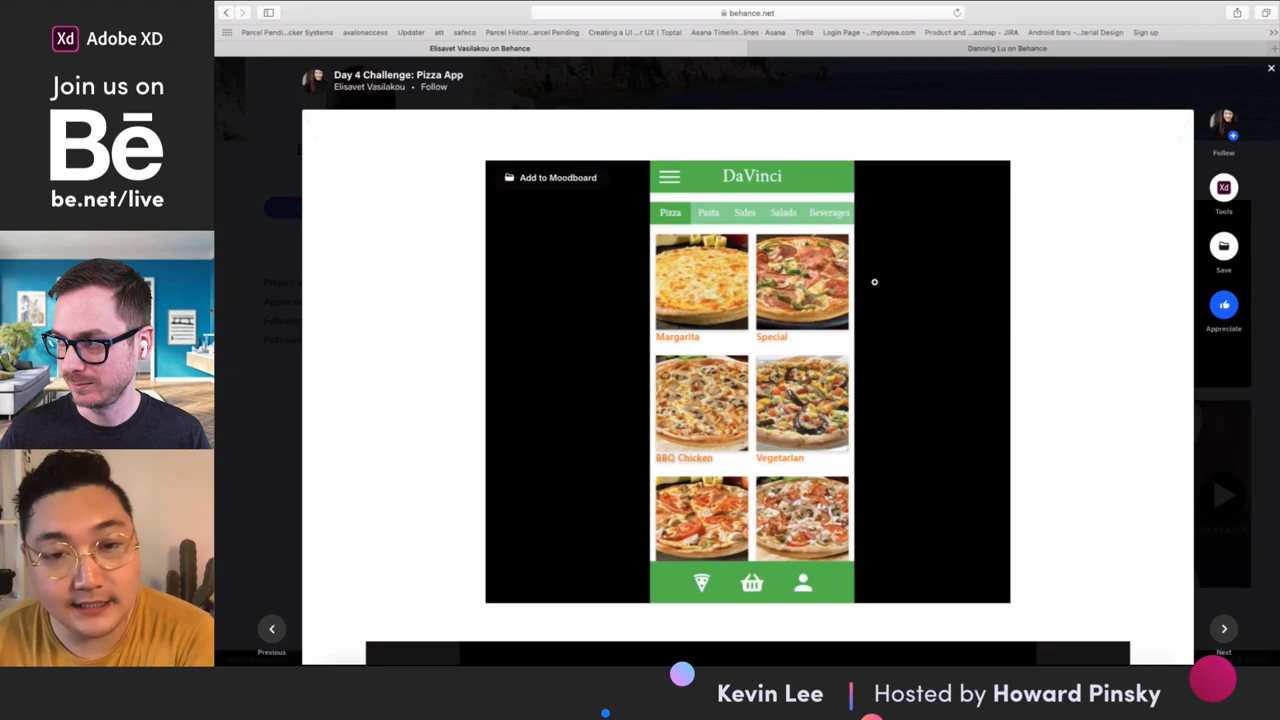 Xd Adobe XD
Join us on
Bē
be.net/live
behance.net
Parcel Pendi...cker Systems avalonaccess Updater att safeco Parcel Histor...arcel Pending Creating a UI ...r UX | Toptal Asana Timelin...lines · Asana Trello Login Page -...mployee.com Product and ...admap - JIRA Android bars -...terial Design Sign up
Elisavet Vasilakou on Behance
Danning Lu on Behance
Day 4 Challenge: Pizza App
Elisavet Vasilakou • Follow
Add to Moodboard
DaVinci
Pizza Pasta Sides Salads Beverages
Margarita Special
BBQ Chicken Vegetarian
Follow
Xd
Tools
Save
Appreciate
Previous
Next
Kevin Lee | Hosted by Howard Pinsky